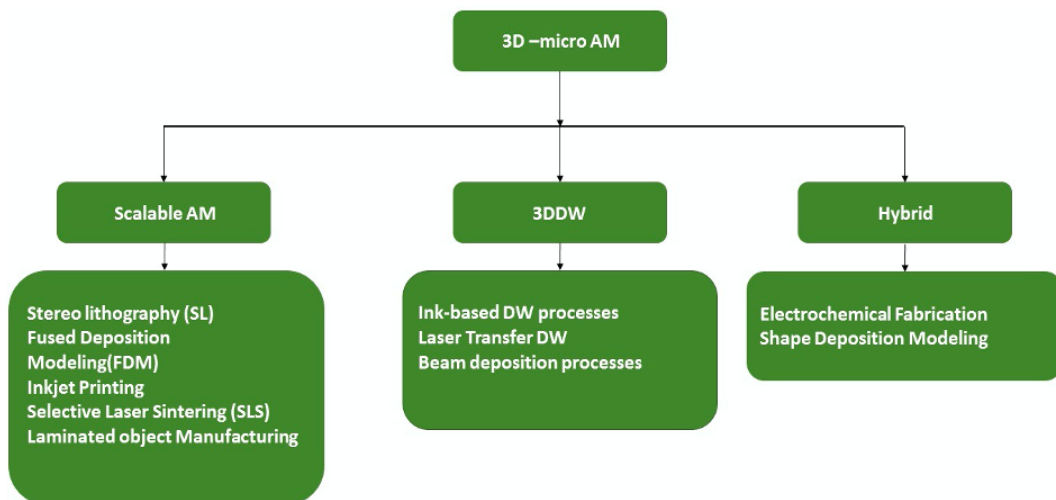 3D –micro AM
Scalable AM
3DDW
Hybrid
Stereo lithography (SL)
Fused Deposition
Modeling(FDM)
Inkjet Printing
Selective Laser Sintering (SLS)
Laminated object Manufacturing
Ink-based DW processes
Laser Transfer DW
Beam deposition processes
Electrochemical Fabrication
Shape Deposition Modeling